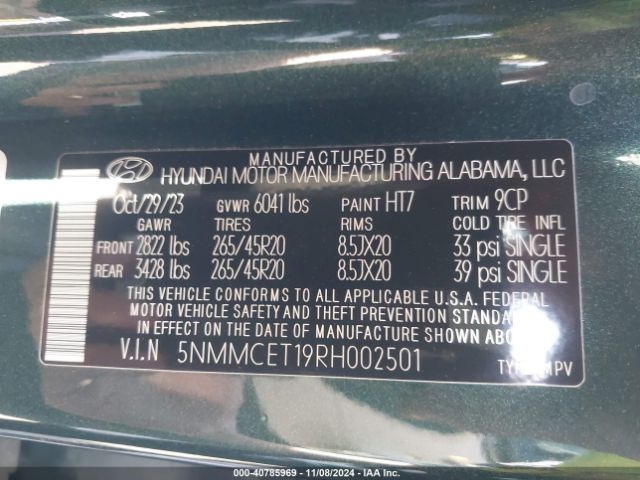 MANUFACTURED BY
HYUNDAI MOTOR MANUFACTURING ALABAMA, LLC
Oct/29/23 GVWR 6041 lbs PAINT HT7 TRIM 9CP
GAWR TIRES RIMS COLD TIRE INFL
FRONT 2822 lbs 265/45R20 8.5JX20 33 psi SINGLE
REAR 3428 lbs 265/45R20 8.5JX20 39 psi SINGLE
THIS VEHICLE CONFORMS TO ALL APPLICABLE U.S.A. FEDERAL
MOTOR VEHICLE SAFETY AND THEFT PREVENTION STANDARDS
IN EFFECT ON THE DATE OF MANUFACTURE SHOWN
V.I.N 5NMMCET19RH002501
MPV
000-40785969 | 11/08/2024 - IAA Inc.